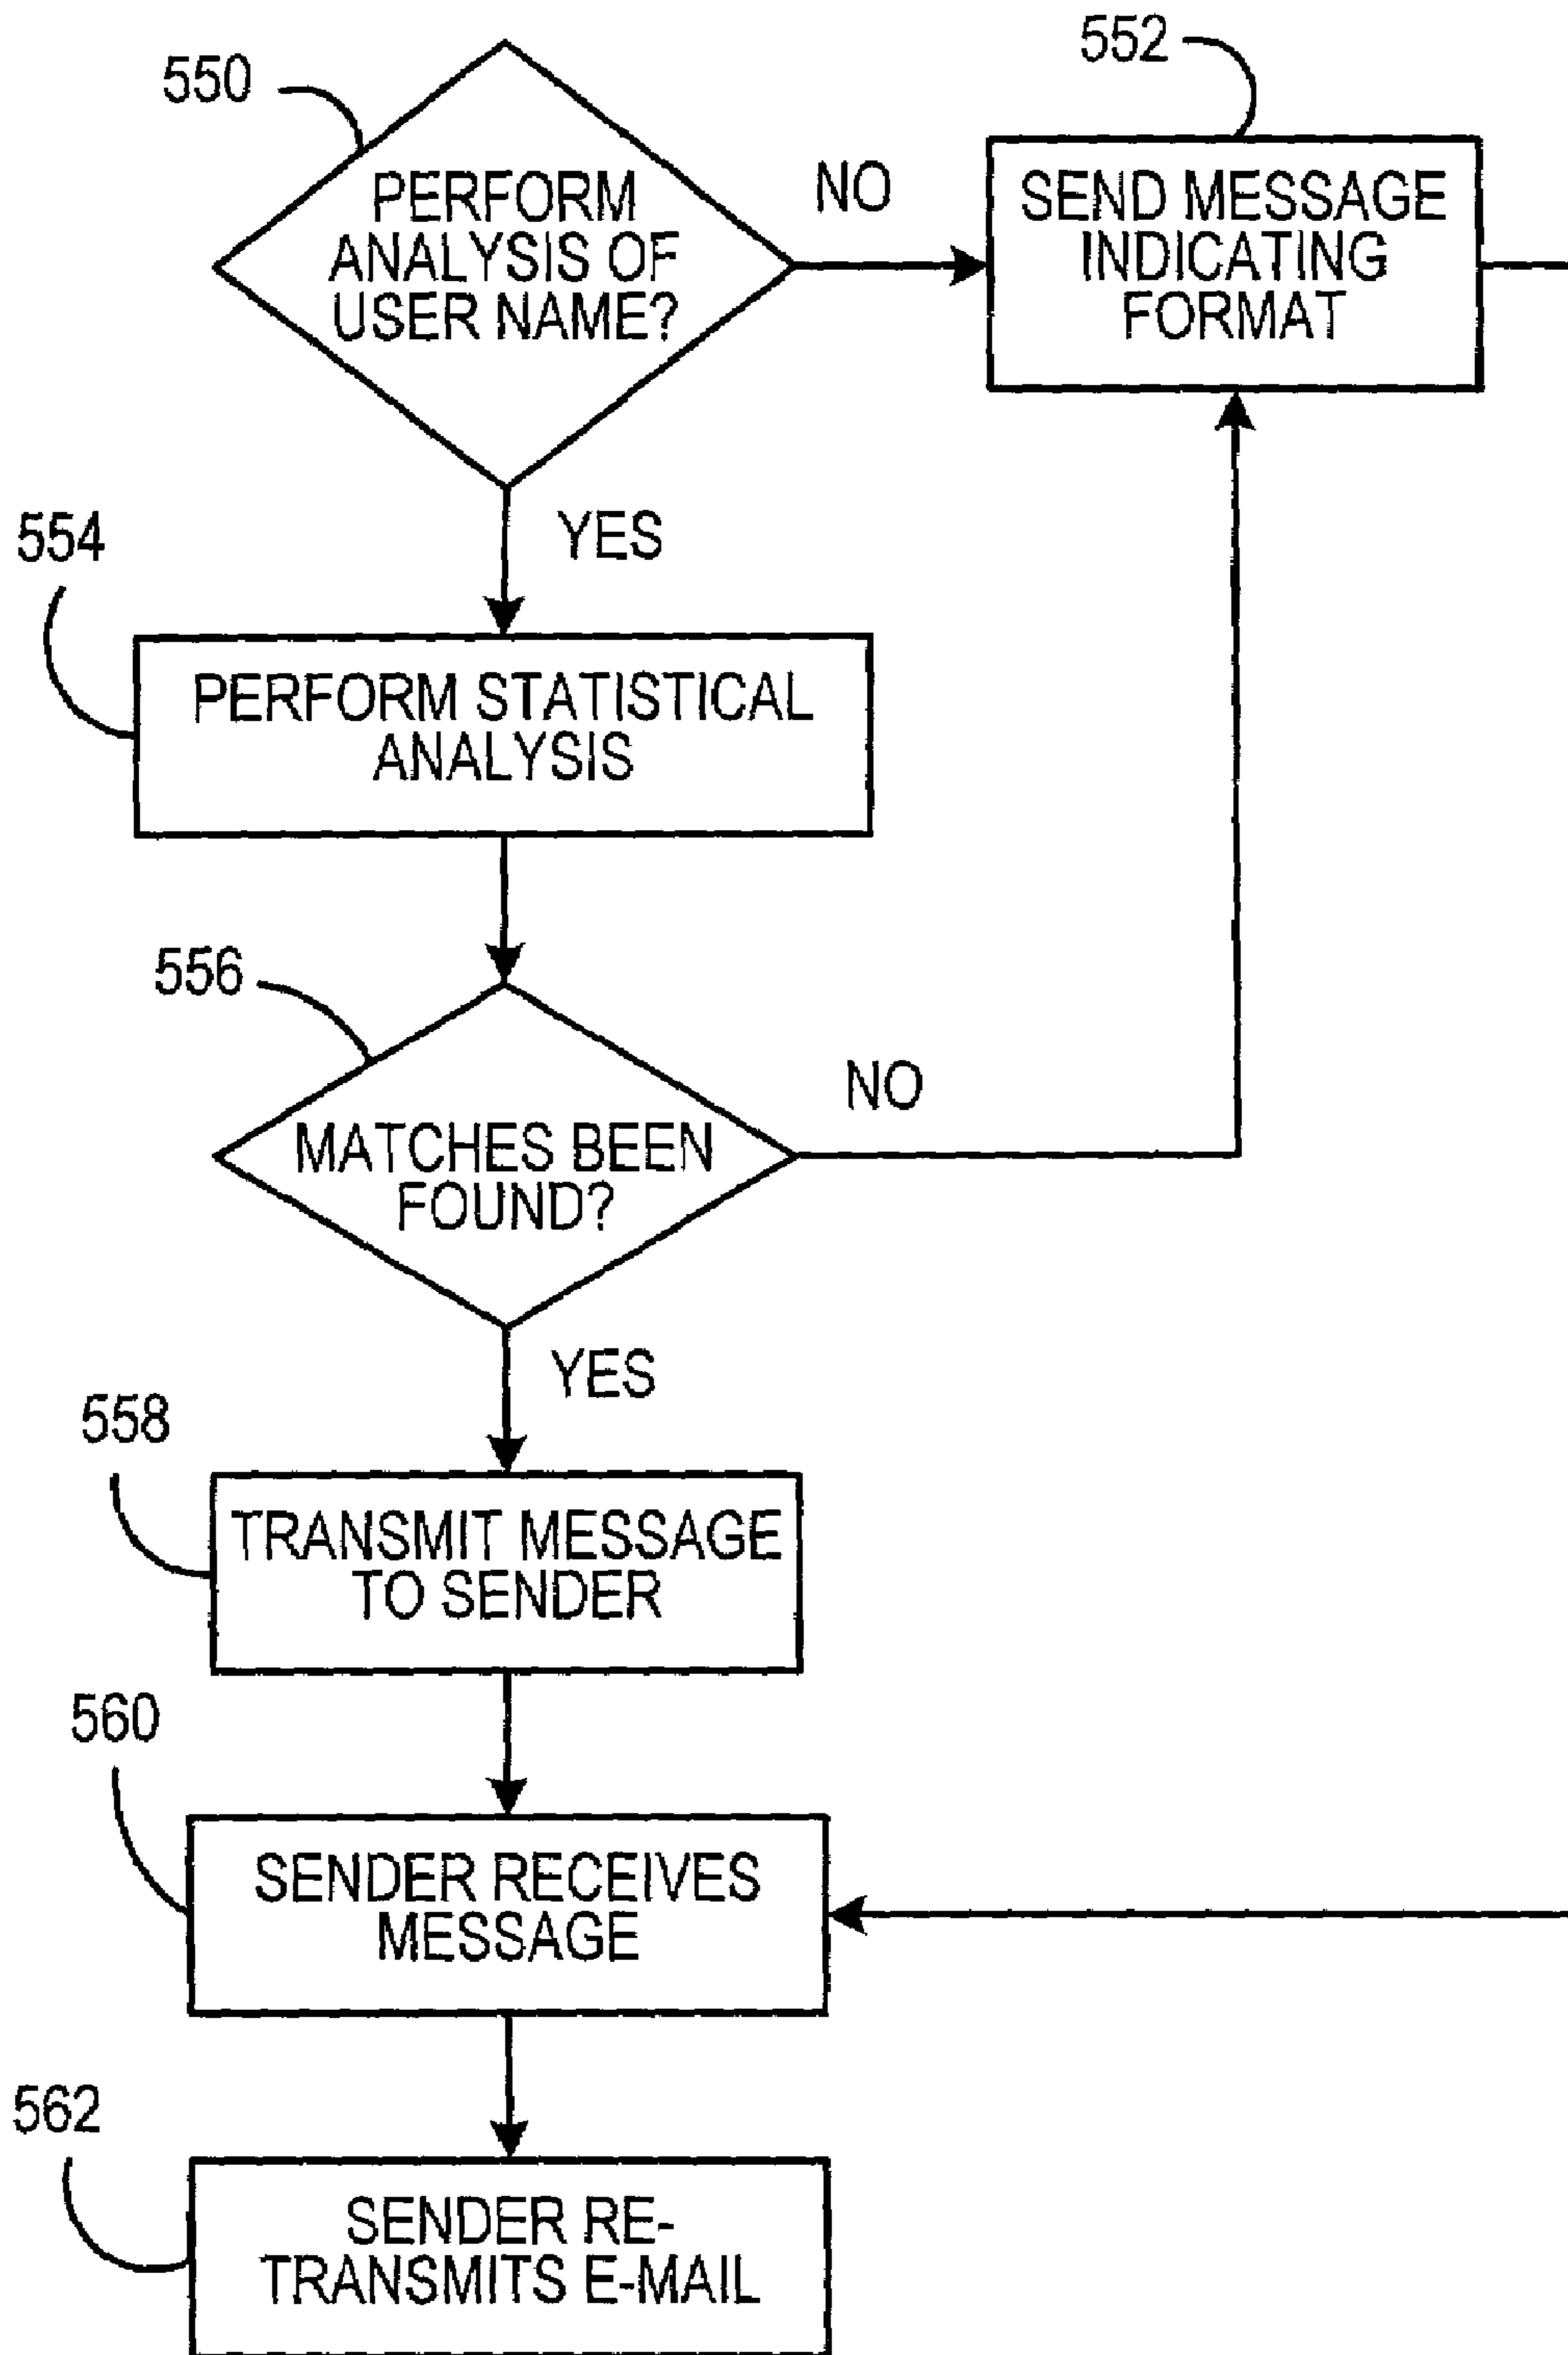 550
PERFORM
ANALYSIS OF
USER NAME?
NO
552
SEND MESSAGE
INDICATING
FORMAT
YES
554
PERFORM STATISTICAL
ANALYSIS
556
MATCHES BEEN
FOUND?
NO
YES
558
TRANSMIT MESSAGE
TO SENDER
560
SENDER RECEIVES
MESSAGE
562
SENDER RE-
TRANSMITS E-MAIL